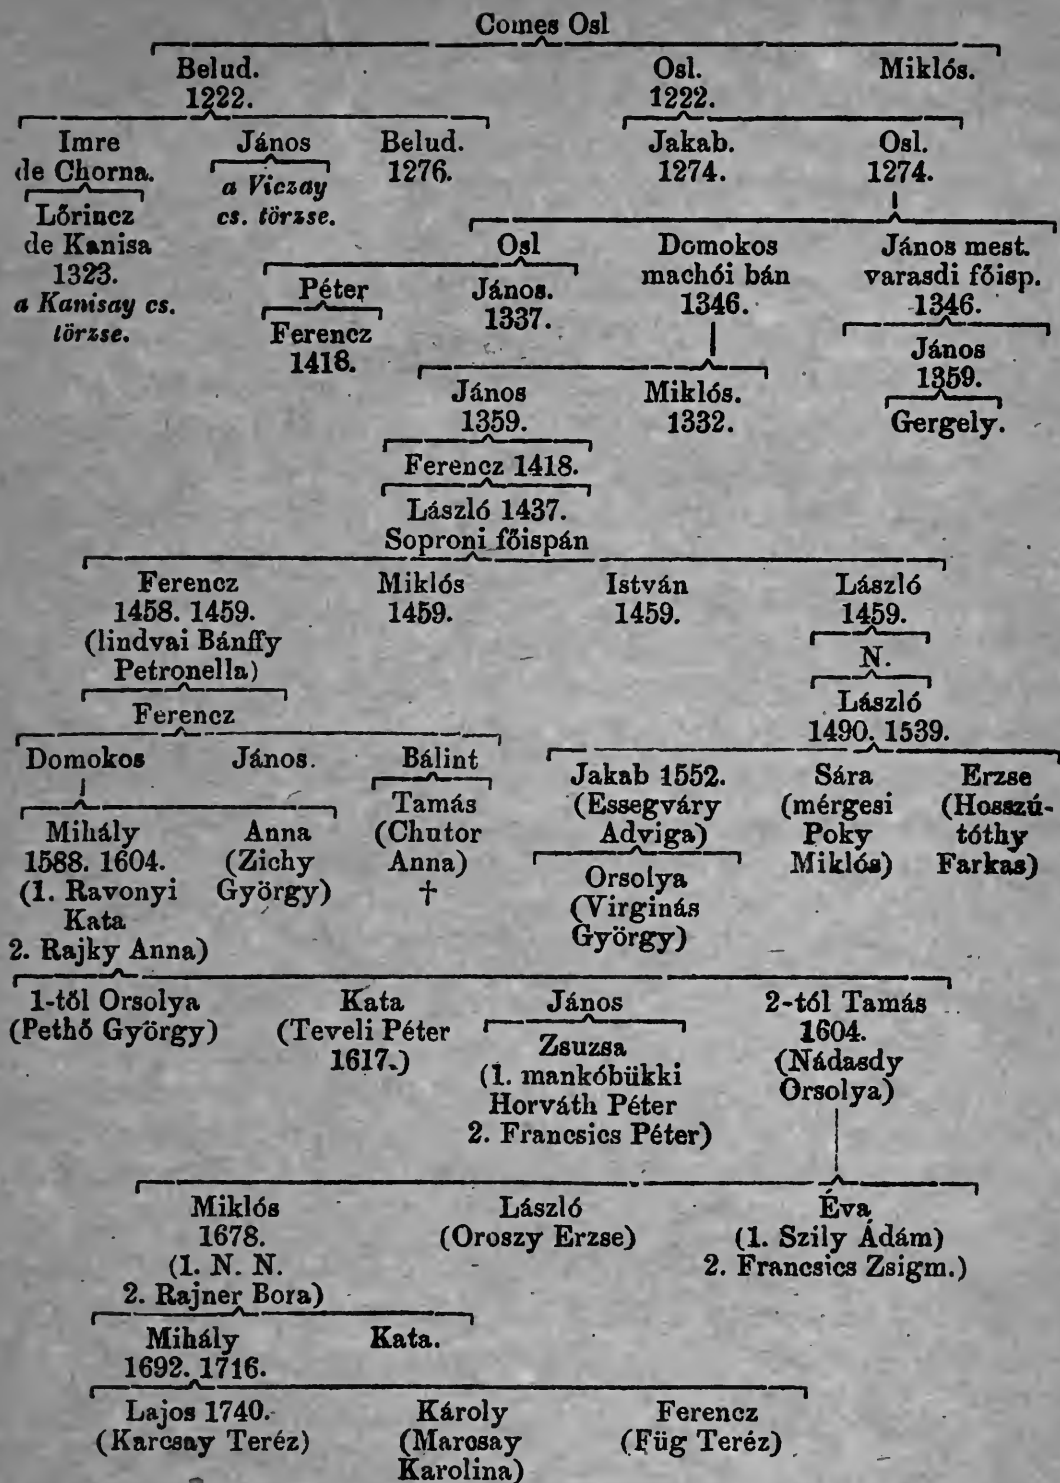 Comes Osl
Belud. Osl. Miklós.
1222. 1222.
Imre János Belud. Jakab. Osl.
de Chorna. a Viczay 1276. 1274. 1274.
Lőrincz cs. törzse.
de Kanisa Osl Domokos János mest.
1323. Péter János. machói bán varasdi főisp.
a Kanisay cs. Ferencz 1337. 1346. 1346.
törzse. 1418. János
János Miklós. 1359.
1359. 1332. Gergely.
Ferencz 1418.
László 1437.
Soproni főispán
Ferencz Miklós István László
1458. 1459. 1459. 1459. 1459.
(lindvai Bánffy N.
Petronella) László
Ferencz 1490. 1539.
Domokos János. Bálint Jakab 1552. Sára Erzse
Tamás (Essegváry (mérgesi (Hosszú-
Mihály Anna (Chutor Adviga) Poky tóthy
1588. 1604. (Zichy Anna) Miklós) Farkas)
(1. Ravonyi György) † Orsolya
Kata (Virginás
2. Rajky Anna) György)
1-től Orsolya Kata János 2-tól Tamás
(Pethő György) (Teveli Péter Zsuzsa 1604.
1617.) (1. mankóbükki (Nádasdy
Horváth Péter Orsolya)
2. Francsics Péter)
Miklós László Éva
1678. (Oroszy Erzse) (1. Szily Ádám)
(1. N. N. 2. Francsics Zsigm.)
2. Rajner Bora)
Mihály Kata.
1692. 1716.
Lajos 1740. Károly Ferencz
(Karcsay Teréz) (Marosay (Füg Teréz)
Karolina)